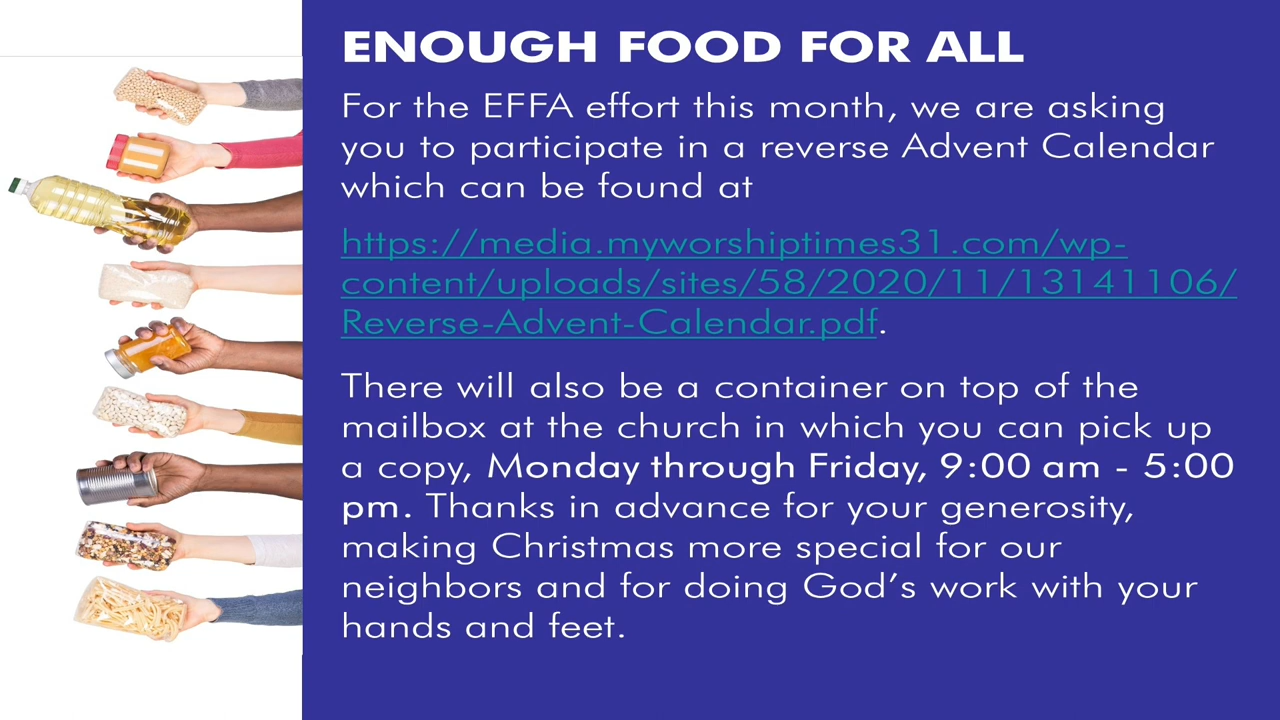 ENOUGH FOOD FOR ALL
For the EFFA effort this month, we are asking
you to participate in a reverse Advent Calendar
which can be found at
https://media.myworshiptimes31.com/wp-
content/uploads/sites/58/2020/11/13141106/
Reverse-Advent-Calendar.pdf.
There will also be a container on top of the
mailbox at the church in which you can pick up
a copy, Monday through Friday, 9:00 am - 5:00
pm. Thanks in advance for your generosity,
making Christmas more special for our
neighbors and for doing God's work with your
hands and feet.